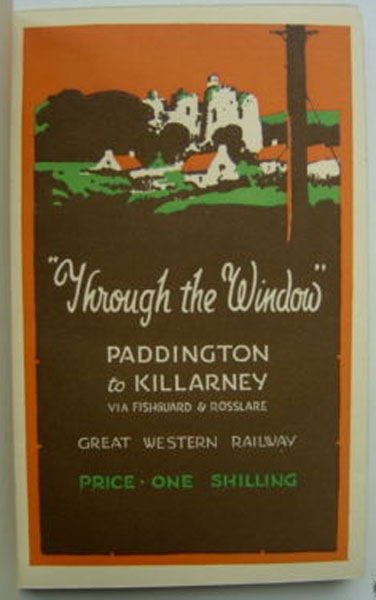 "Through the Window"
PADDINGTON
to KILLARNEY
VIA FISHGUARD & ROSSLARE
GREAT WESTERN RAILWAY
PRICE · ONE SHILLING